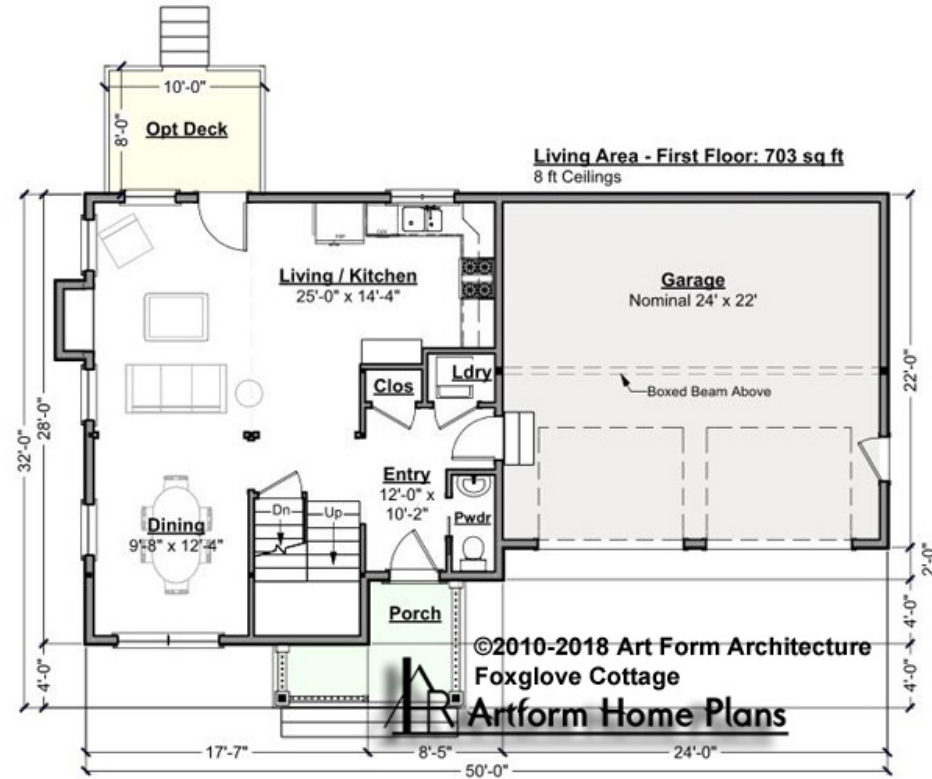 10'-0"
8'-0"
Opt Deck
Living Area - First Floor: 703 sq ft
8 ft Ceilings
Living / Kitchen
25'-0" x 14'-4"
Garage
Nominal 24' x 22'
Boxed Beam Above
Ldry
Clos
22'-0"
28'-0"
32'-0"
Entry
12'-0" x
10'-2"
Dn
Up
Pwdr
Dining
9'-8" x 12'-4"
2'-0"
Porch
4'-0"
4'-0"
4'-0"
©2010-2018 Art Form Architecture
Foxglove Cottage
Artform Home Plans
17'-7"
8'-5"
24'-0"
50'-0"